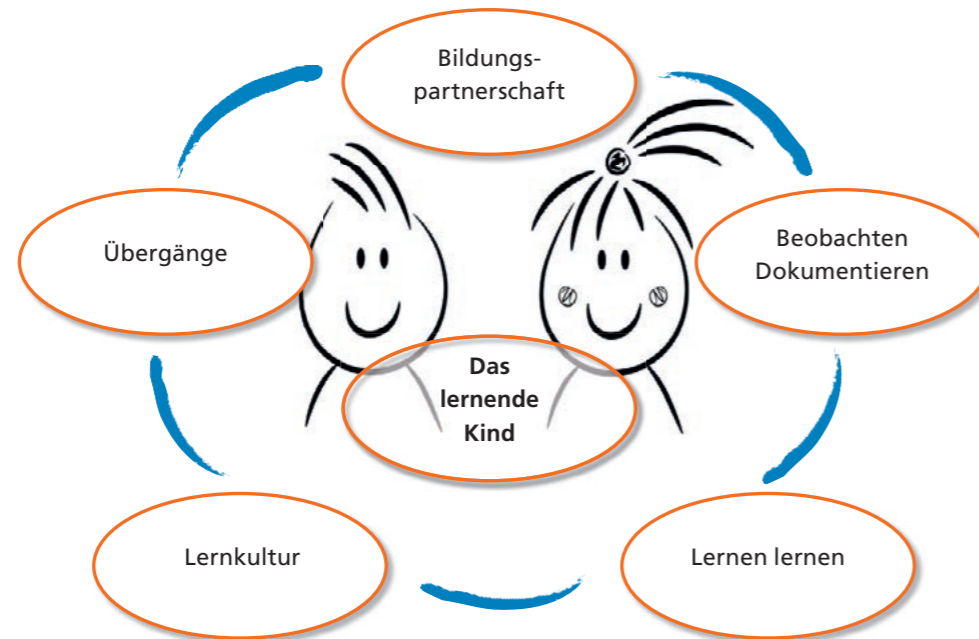 Bildungs-
partnerschaft
Übergänge
Beobachten
Dokumentieren
Das
lernende
Kind
Lernkultur
Lernen lernen